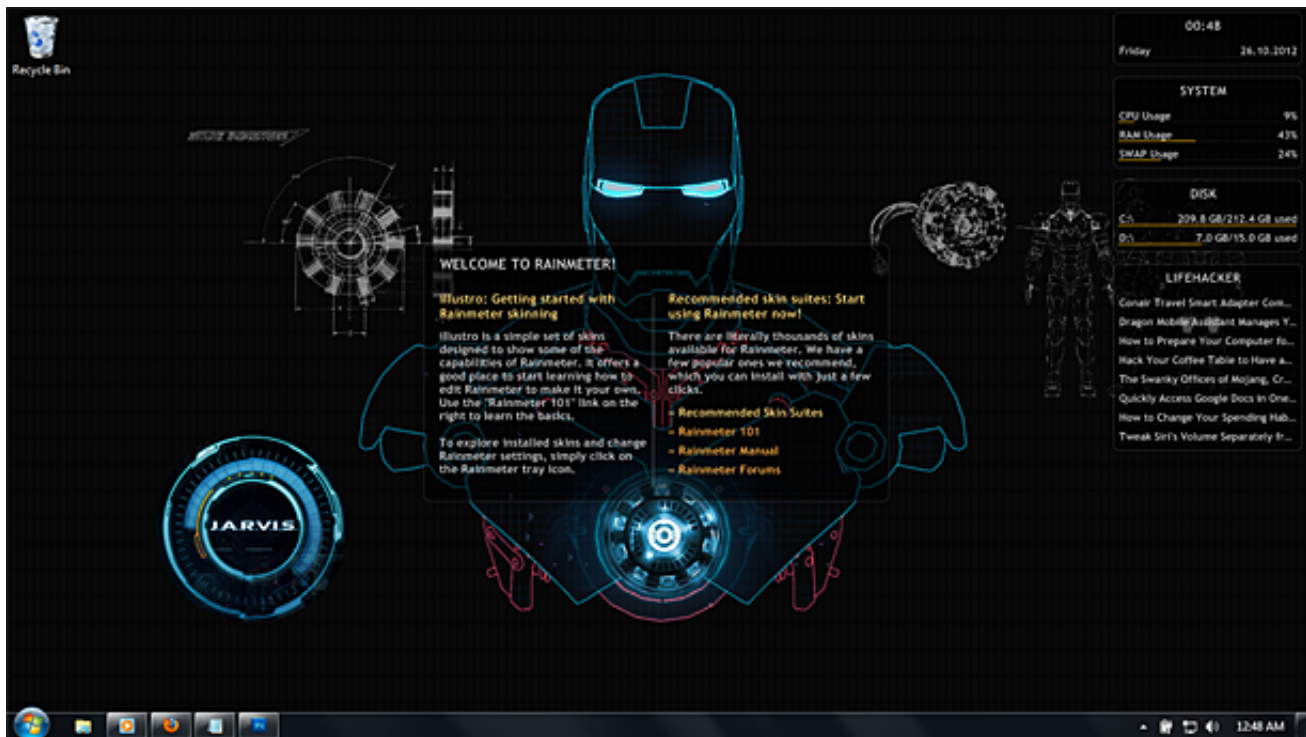 Recycle Bin
STARK INDUSTRIES
WELCOME TO RAINMETER!
Illustro: Getting started with
Rainmeter skinning
Illustro is a simple set of skins
designed to show some of the
capabilities of Rainmeter. It offers a
good place to start learning how to
edit Rainmeter to make it your own.
Use the "Rainmeter 101" link on the
right to learn the basics.
To explore installed skins and change
Rainmeter settings, simply click on
the Rainmeter tray icon.
Recommended skin suites: Start
using Rainmeter now!
There are literally thousands of skins
available for Rainmeter. We have a
few popular ones we recommend,
which you can install with just a few
clicks.
» Recommended Skin Suites
» Rainmeter 101
» Rainmeter Manual
» Rainmeter Forums
J.A.R.V.I.S.
00:48
Friday 26.10.2012
SYSTEM
CPU Usage 9%
RAM Usage 43%
SWAP Usage 24%
DISK
C:\ 209.8 GB/212.4 GB used
D:\ 7.0 GB/15.0 GB used
LIFEHACKER
Conair Travel Smart Adapter Com...
Dragon Mobile Assistant Manages Y...
How to Prepare Your Computer fo...
Hack Your Coffee Table to Have a...
The Swanky Offices of Mojang, Cr...
Quickly Access Google Docs in One...
How to Change Your Spending Hab...
Tweak Siri's Volume Separately fr...
Ps
12:48 AM